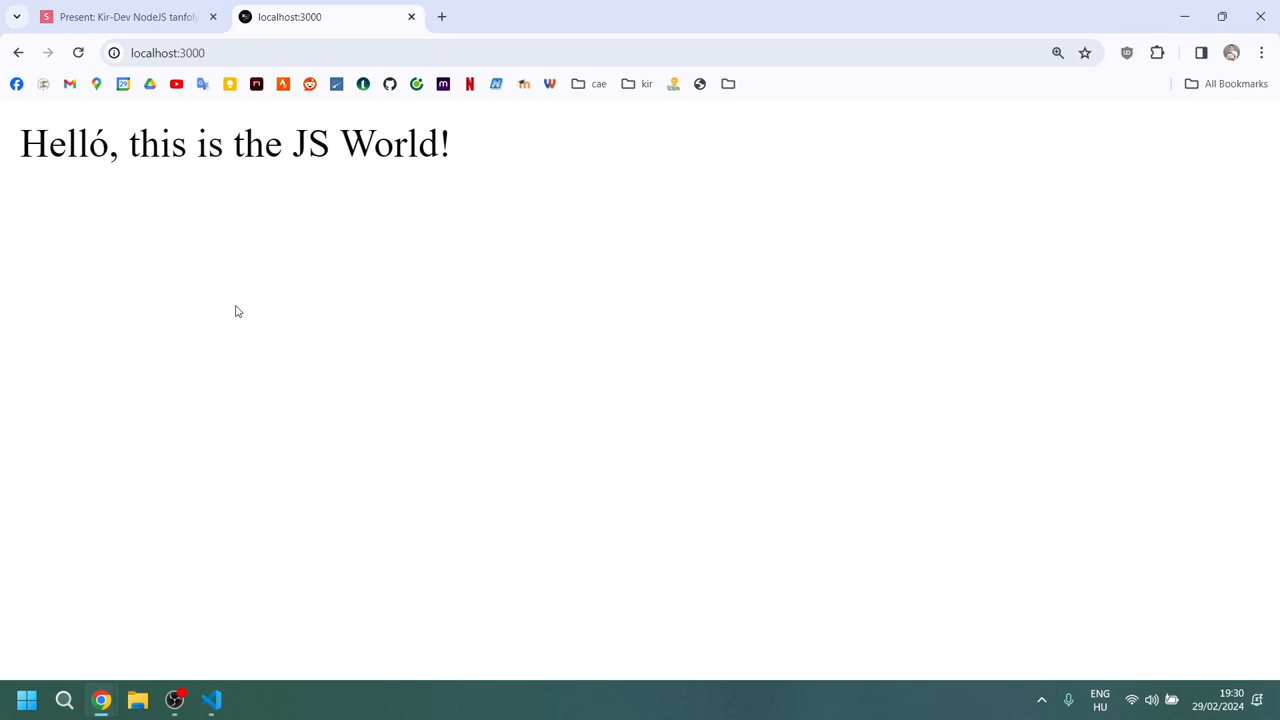 Present: Kir-Dev NodeJS tanfoly
localhost:3000
localhost:3000
cae
kir
All Bookmarks
Helló, this is the JS World!
ENG
HU
19:30
29/02/2024